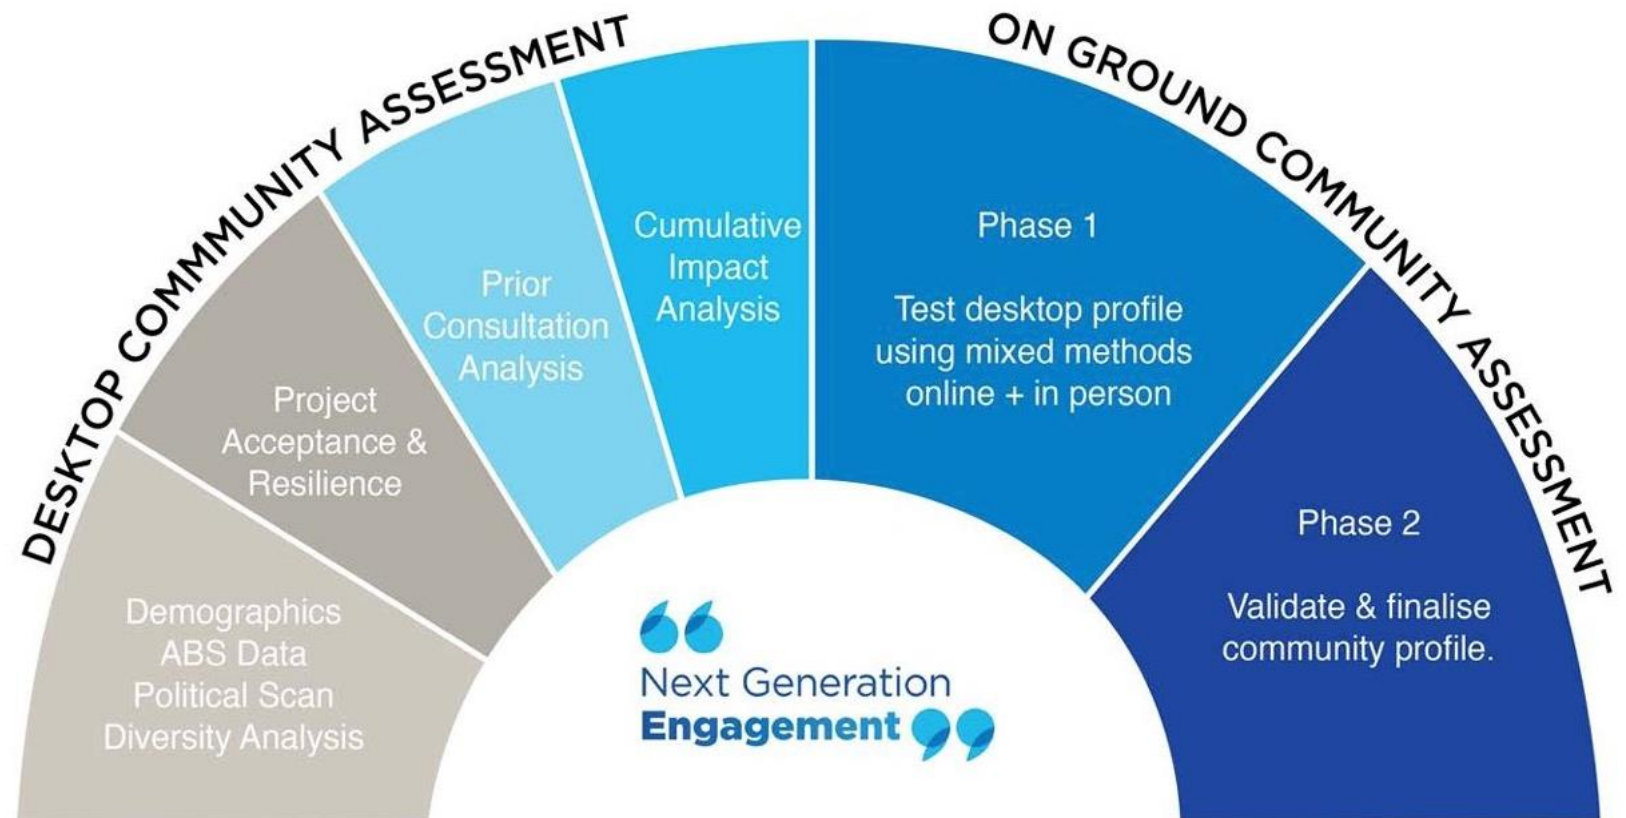 DESKTOP COMMUNITY ASSESSMENT
ON GROUND COMMUNITY ASSESSMENT
Demographics
ABS Data
Political Scan
Diversity Analysis
Project
Acceptance &
Resilience
Prior
Consultation
Analysis
Cumulative
Impact
Analysis
Phase 1
Test desktop profile
using mixed methods
online + in person
Phase 2
Validate & finalise
community profile.
Next Generation
Engagement